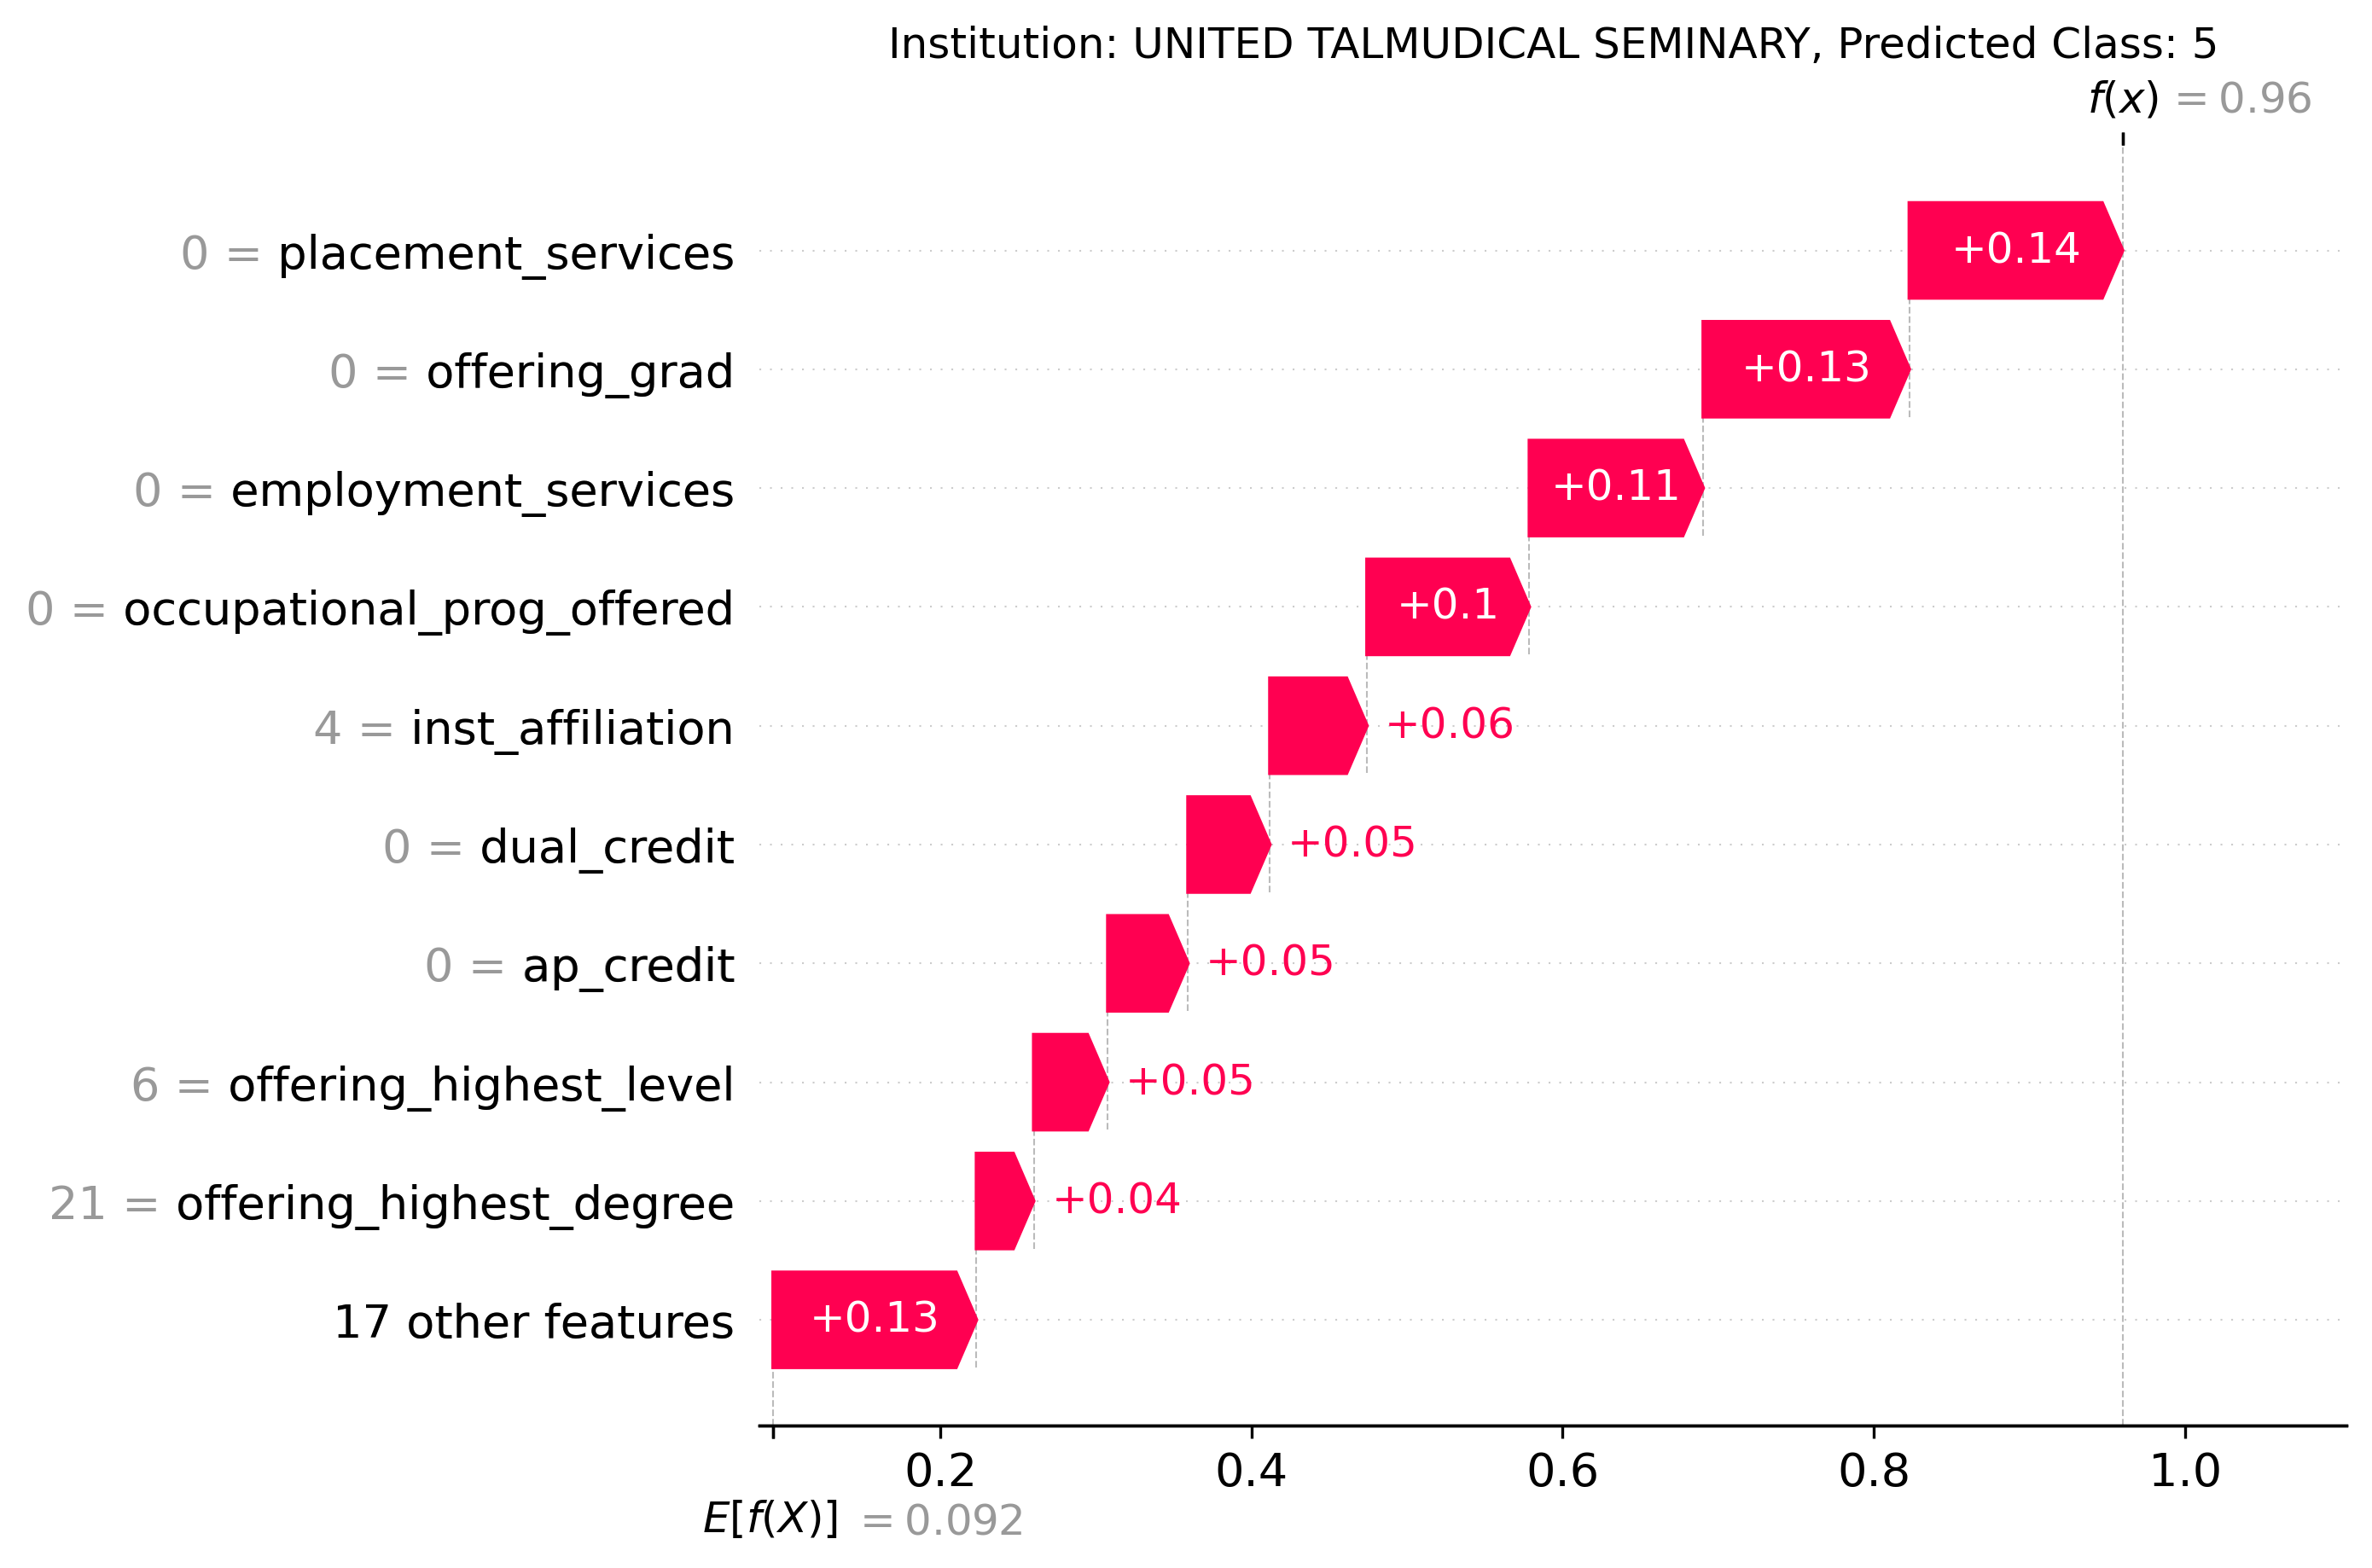 Institution: UNITED TALMUDICAL SEMINARY, Predicted Class: 5
f(x) = 0.96
0 = placement_services +0.14
0 = offering_grad +0.13
0 = employment_services +0.11
0 = occupational_prog_offered +0.1
4 = inst_affiliation +0.06
0 = dual_credit +0.05
0 = ap_credit +0.05
6 = offering_highest_level +0.05
21 = offering_highest_degree +0.04
17 other features +0.13
0.2 0.4 0.6 0.8 1.0
E[f(X)] = 0.092